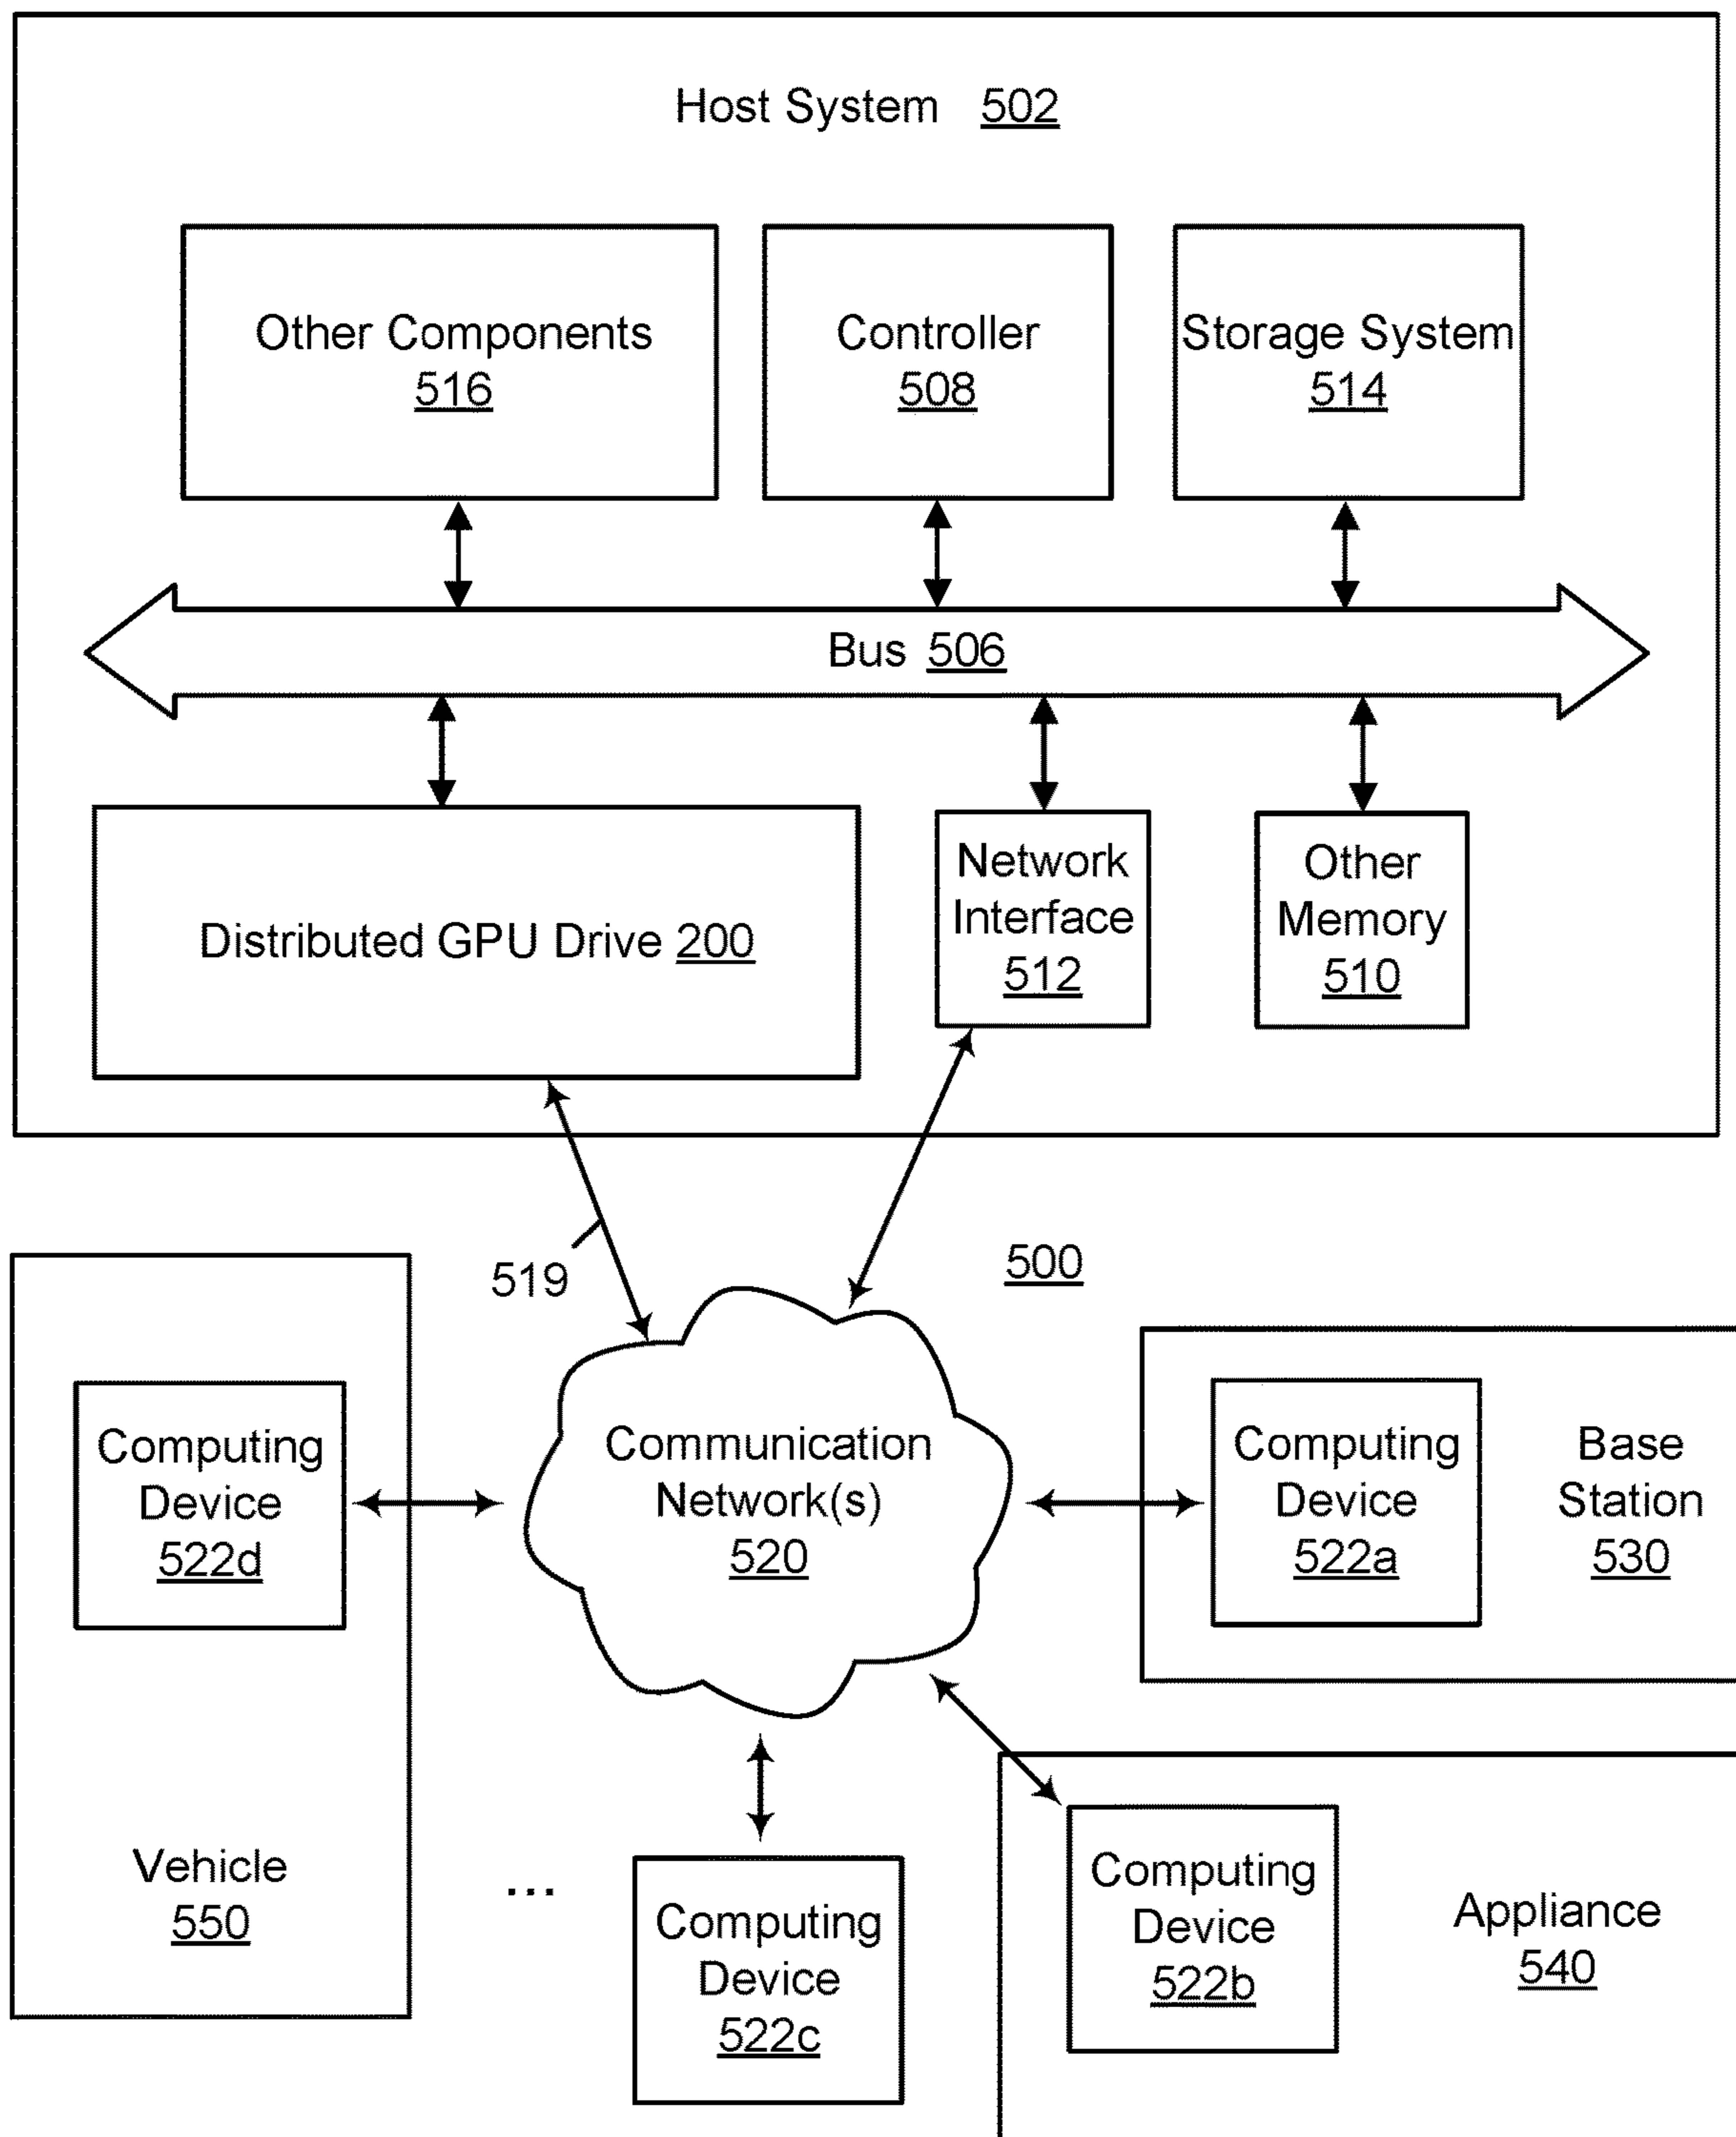 Host System 502
Other Components
516
Controller
508
Storage System
514
Bus 506
Distributed GPU Drive 200
Network
Interface
512
Other
Memory
510
519
500
Computing
Device
522d
Vehicle
550
Communication
Network(s)
520
Computing
Device
522a
Base
Station
530
...
Computing
Device
522c
Computing
Device
522b
Appliance
540